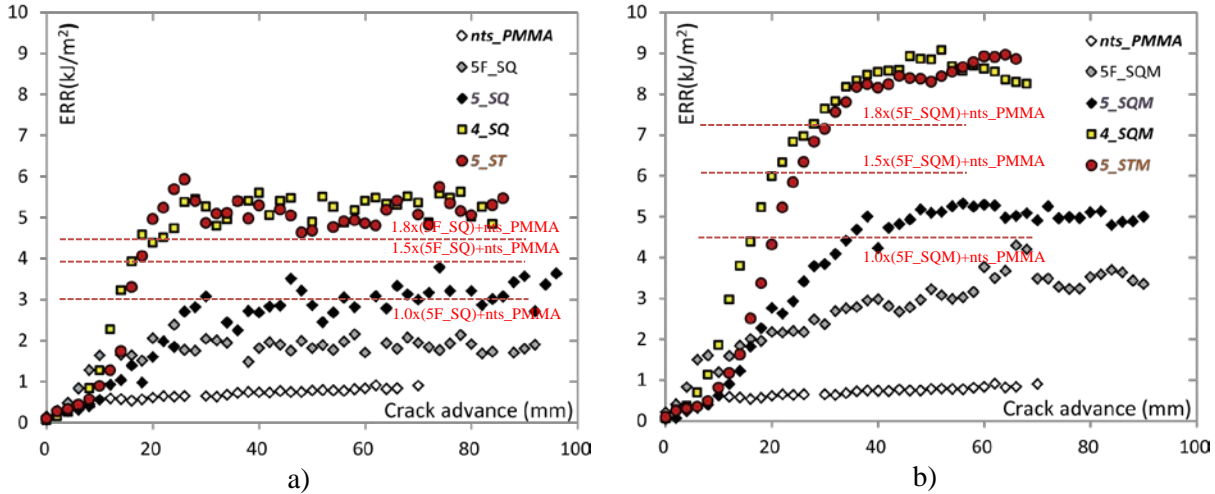 ERR(kJ/m²)
10
9
8
7
6
5
4
3
2
1
0
nts_PMMA
5F_SQ
5_SQ
4_SQ
5_ST
1.8x(5F_SQ)+nts_PMMA
1.5x(5F_SQ)+nts_PMMA
1.0x(5F_SQ)+nts_PMMA
Crack advance (mm)
0 20 40 60 80 100
a)
ERR(kJ/m²)
10
9
8
7
6
5
4
3
2
1
0
nts_PMMA
5F_SQM
5_SQM
4_SQM
5_STM
1.8x(5F_SQM)+nts_PMMA
1.5x(5F_SQM)+nts_PMMA
1.0x(5F_SQM)+nts_PMMA
Crack advance (mm)
0 20 40 60 80 100
b)